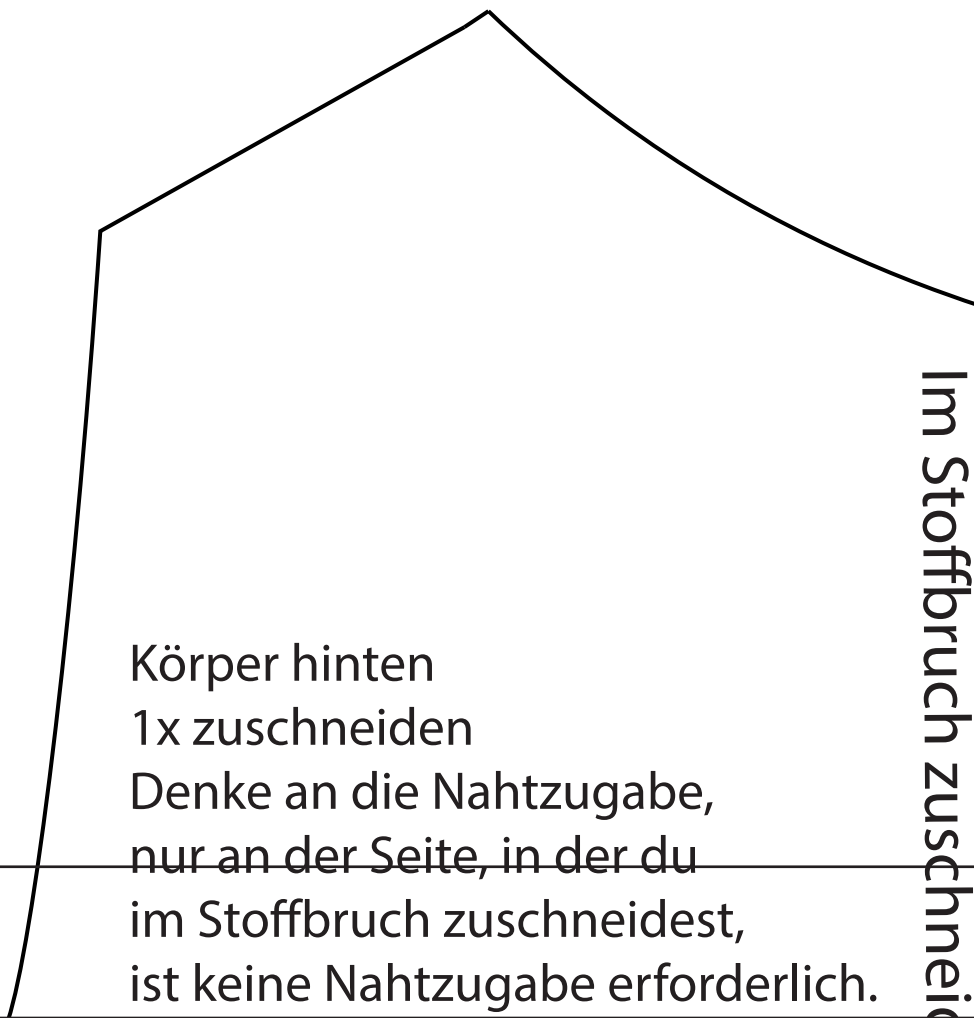 Körper hinten
1x zuschneiden
Denke an die Nahtzugabe,
nur an der Seite, in der du
im Stoffbruch zuschneidest,
ist keine Nahtzugabe erforderlich.
Im Stoffbruch